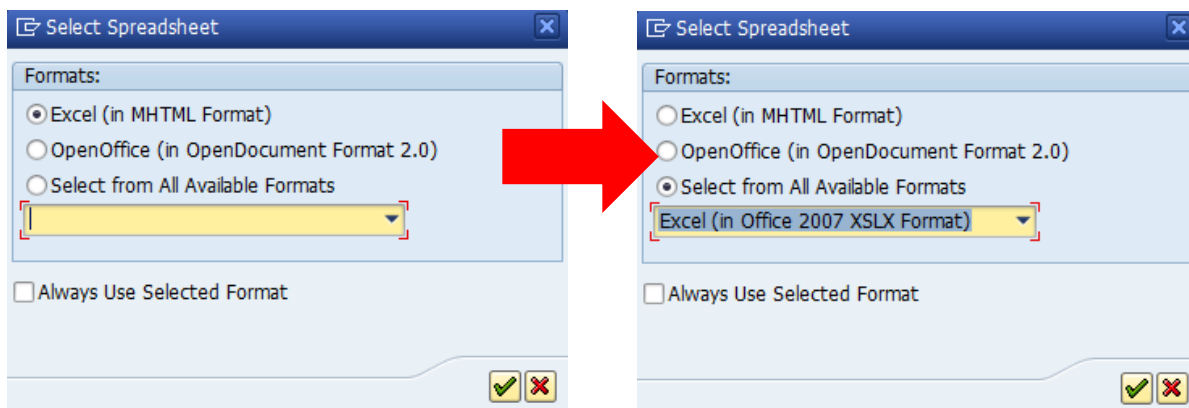 Select Spreadsheet
Formats:
Excel (in MHTML Format)
OpenOffice (in OpenDocument Format 2.0)
Select from All Available Formats
Always Use Selected Format
Select Spreadsheet
Formats:
Excel (in MHTML Format)
OpenOffice (in OpenDocument Format 2.0)
Select from All Available Formats
Excel (in Office 2007 XSLX Format)
Always Use Selected Format